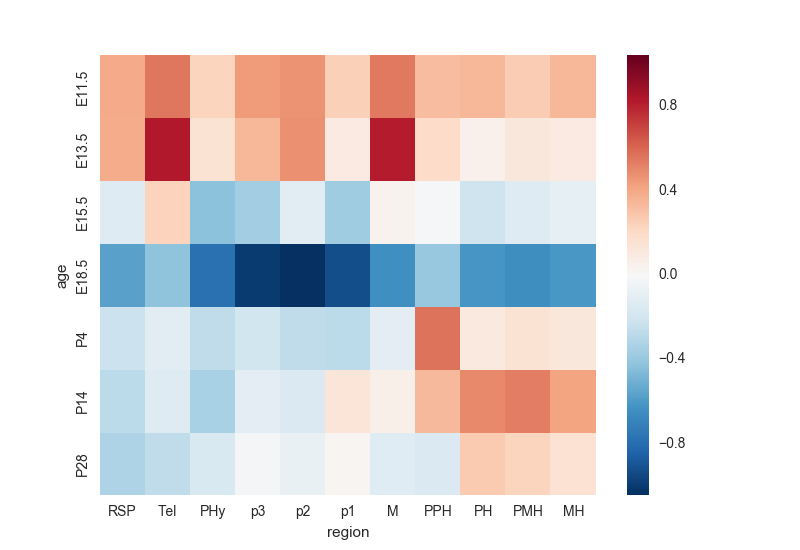 age
E11.5
E13.5
E15.5
E18.5
P4
P14
P28
RSP Tel PHy p3 p2 p1 M PPH PH PMH MH
region
0.8
0.4
0.0
−0.4
−0.8